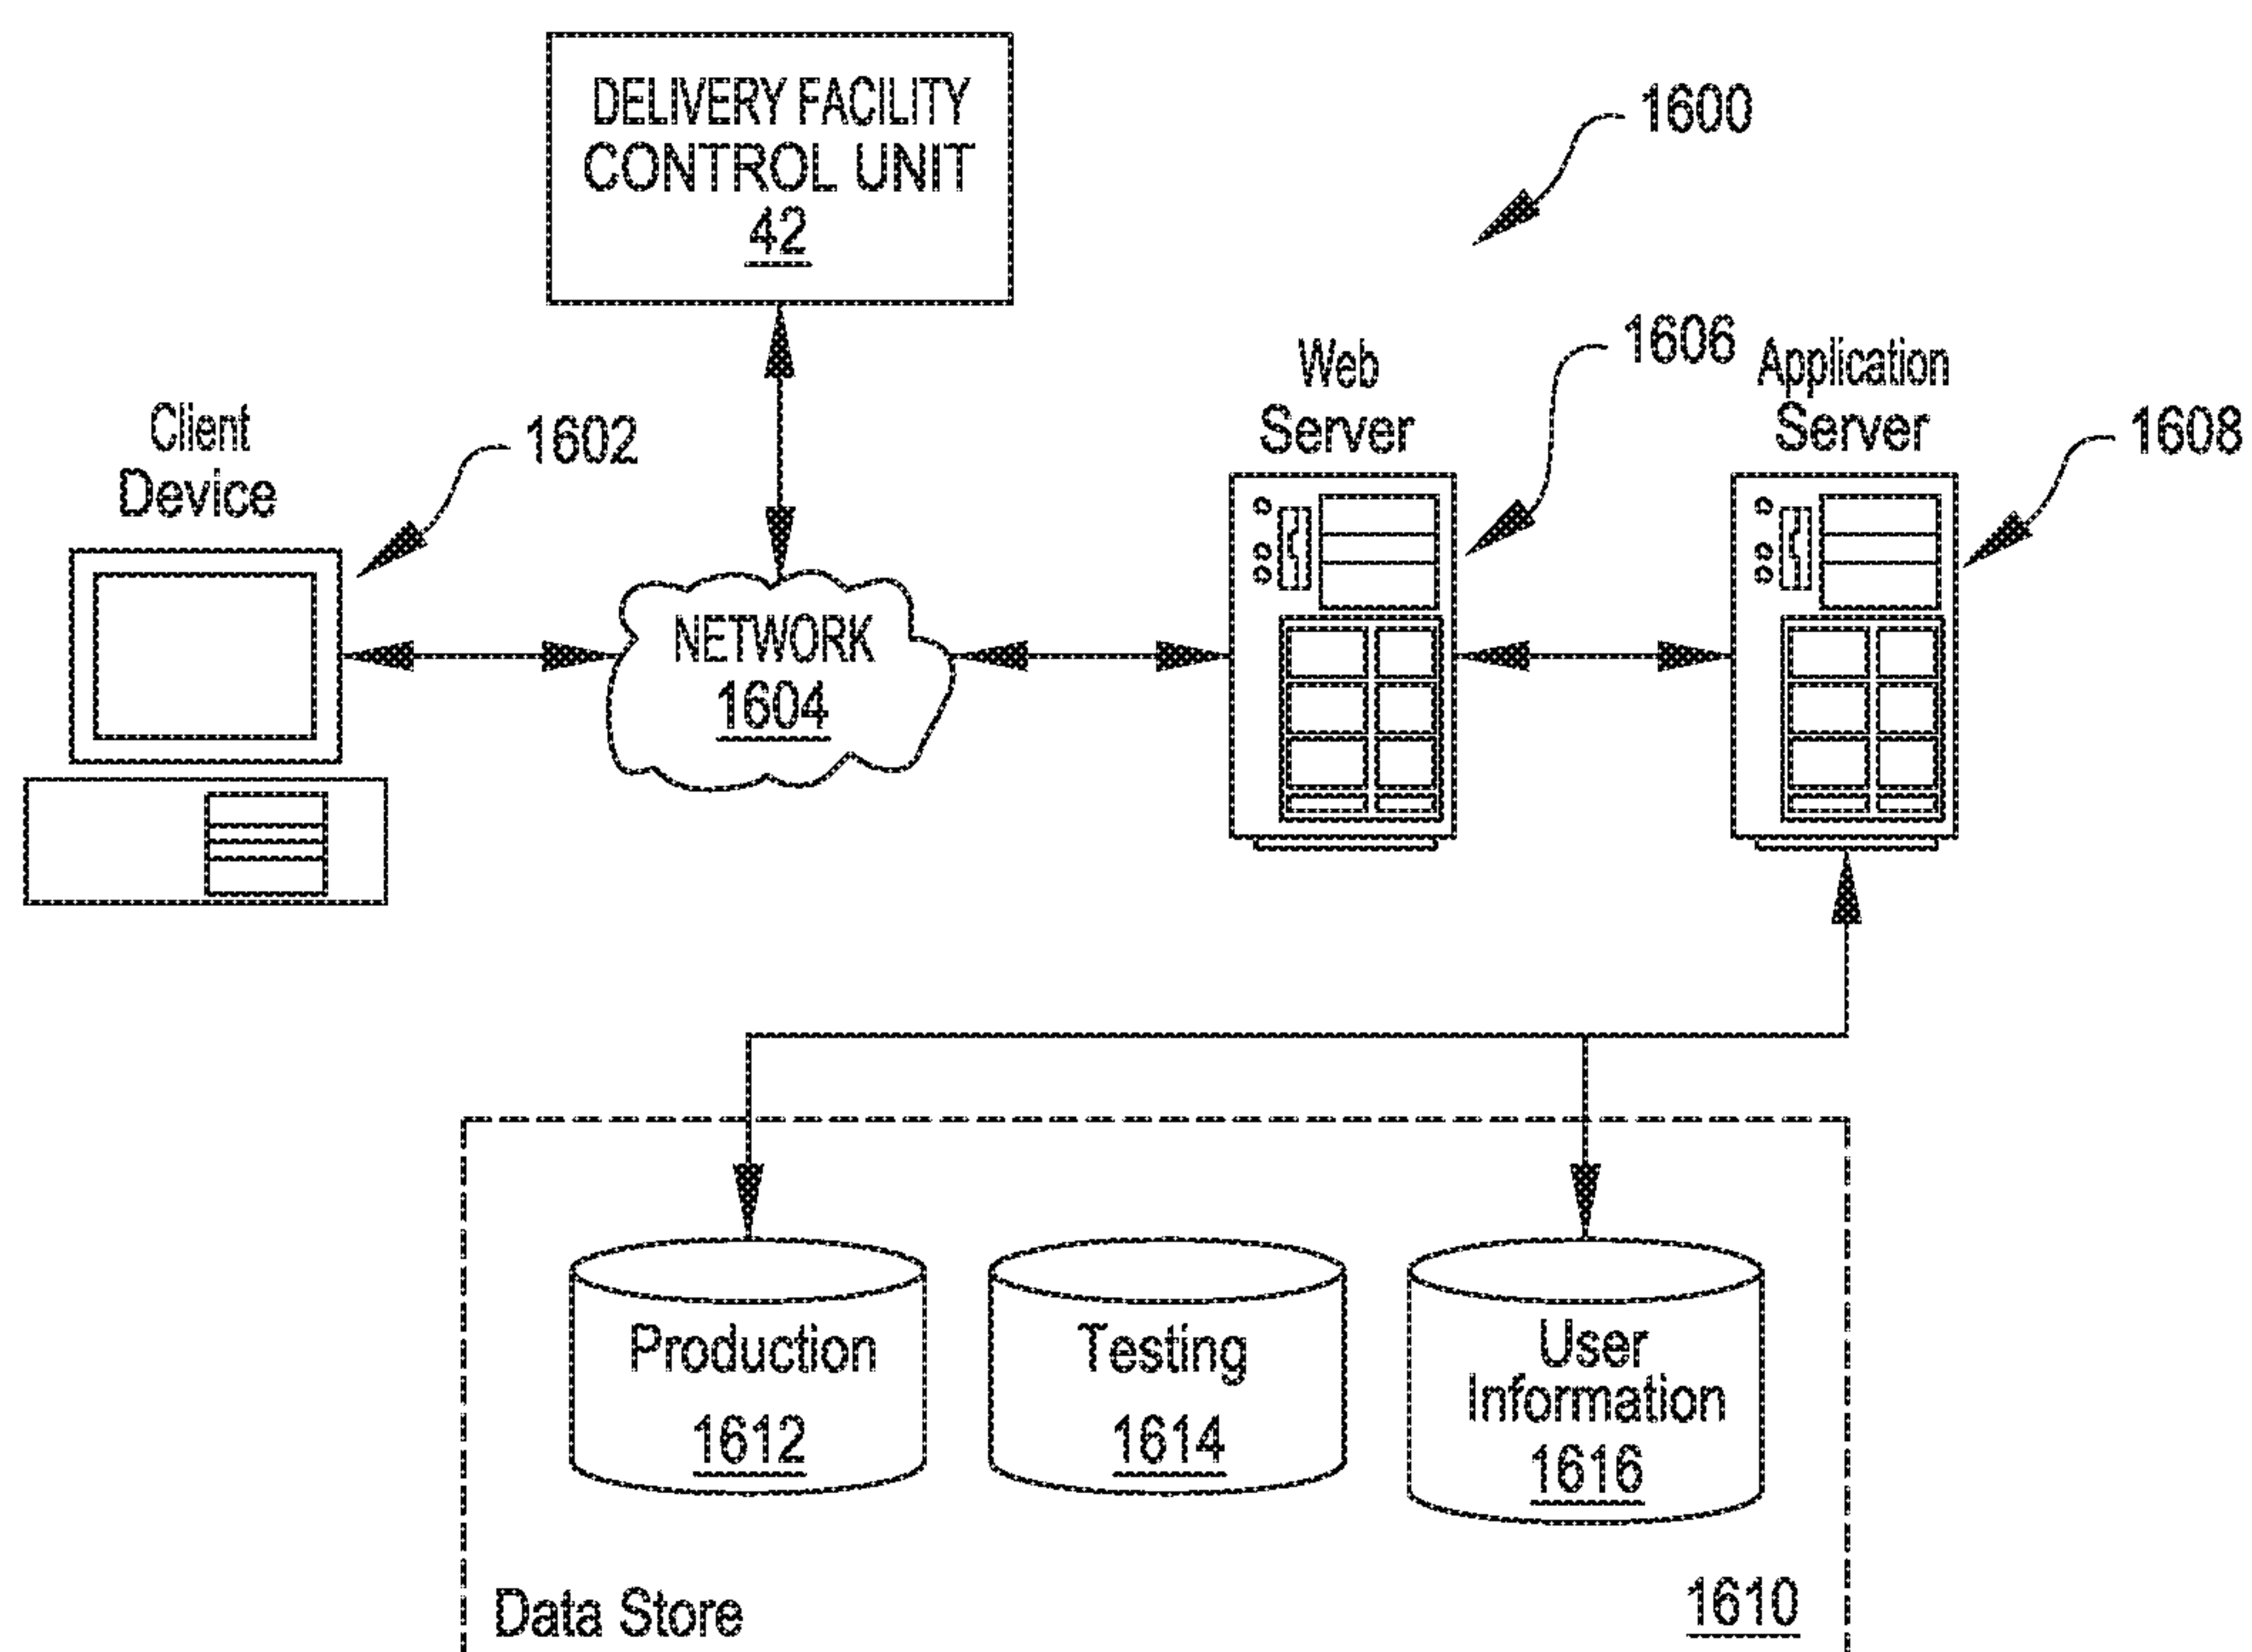 DELIVERY FACILITY
CONTROL UNIT
42
1600
Client
Device
1602
NETWORK
1604
Web
Server
1606
Application
Server
1608
Production
1612
Testing
1614
User
Information
1616
Data Store
1610